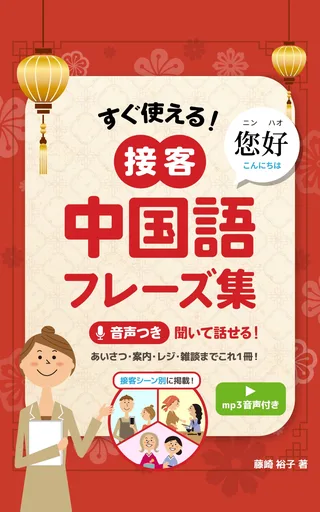 すぐ使える!
接客
ニン ハオ
您好
こんにちは
中国語
フレーズ集
音声つき 聞いて話せる!
あいさつ・案内・レジ・雑談までこれ1冊!
接客シーン別に掲載!
mp3音声付き
藤崎 裕子 著